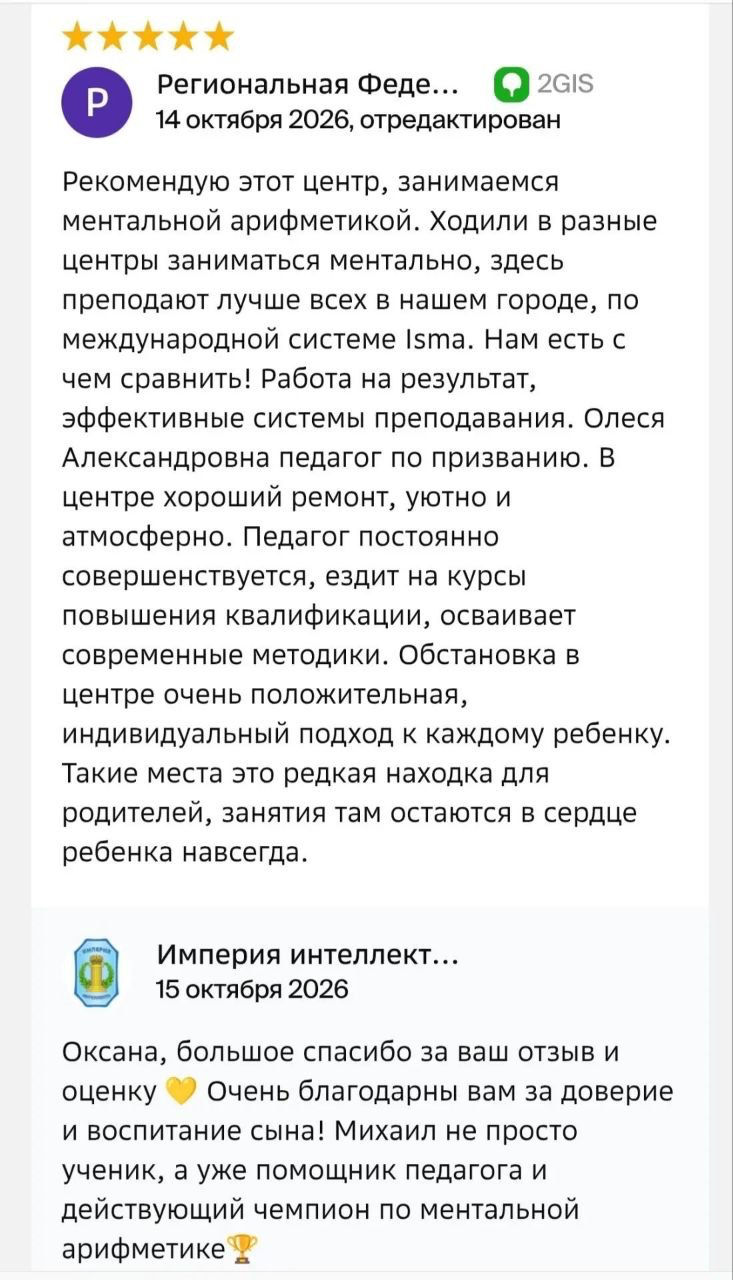 Р
Региональная Феде... 2GIS
14 октября 2026, отредактирован
Рекомендую этот центр, занимаемся
ментальной арифметикой. Ходили в разные
центры заниматься ментально, здесь
преподают лучше всех в нашем городе, по
международной системе Isma. Нам есть с
чем сравнить! Работа на результат,
эффективные системы преподавания. Олеся
Александровна педагог по призванию. В
центре хороший ремонт, уютно и
атмосферно. Педагог постоянно
совершенствуется, ездит на курсы
повышения квалификации, осваивает
современные методики. Обстановка в
центре очень положительная,
индивидуальный подход к каждому ребенку.
Такие места это редкая находка для
родителей, занятия там остаются в сердце
ребенка навсегда.
ИМПЕРИЯ
Империя интеллект...
15 октября 2026
Оксана, большое спасибо за ваш отзыв и
оценку 💛 Очень благодарны вам за доверие
и воспитание сына! Михаил не просто
ученик, а уже помощник педагога и
действующий чемпион по ментальной
арифметике🏆